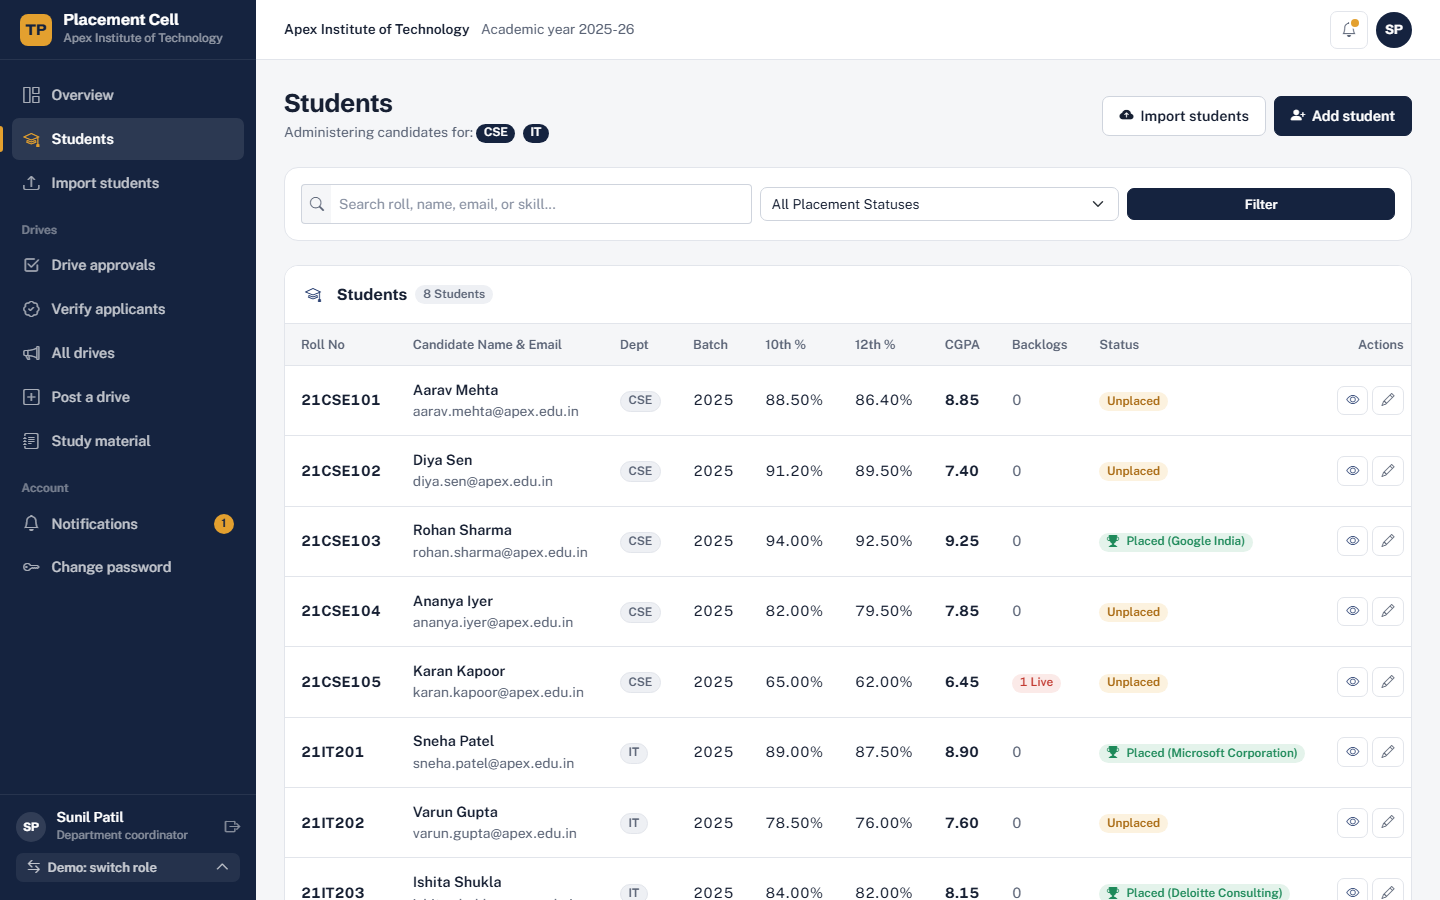 TP
Placement Cell
Apex Institute of Technology
Overview
Students
Import students
Drives
Drive approvals
Verify applicants
All drives
Post a drive
Study material
Account
Notifications 1
Change password
SP
Sunil Patil
Department coordinator
Demo: switch role
Apex Institute of Technology Academic year 2025-26
SP
Students
Administering candidates for: CSE IT
Import students
Add student
Search roll, name, email, or skill...
All Placement Statuses
Filter
Students 8 Students
Roll No Candidate Name & Email Dept Batch 10th % 12th % CGPA Backlogs Status Actions
21CSE101 Aarav Mehta CSE 2025 88.50% 86.40% 8.85 0 Unplaced
aarav.mehta@apex.edu.in
21CSE102 Diya Sen CSE 2025 91.20% 89.50% 7.40 0 Unplaced
diya.sen@apex.edu.in
21CSE103 Rohan Sharma CSE 2025 94.00% 92.50% 9.25 0 Placed (Google India)
rohan.sharma@apex.edu.in
21CSE104 Ananya Iyer CSE 2025 82.00% 79.50% 7.85 0 Unplaced
ananya.iyer@apex.edu.in
21CSE105 Karan Kapoor CSE 2025 65.00% 62.00% 6.45 1 Live Unplaced
karan.kapoor@apex.edu.in
21IT201 Sneha Patel IT 2025 89.00% 87.50% 8.90 0 Placed (Microsoft Corporation)
sneha.patel@apex.edu.in
21IT202 Varun Gupta IT 2025 78.50% 76.00% 7.60 0 Unplaced
varun.gupta@apex.edu.in
21IT203 Ishita Shukla IT 2025 84.00% 82.00% 8.15 0 Placed (Deloitte Consulting)